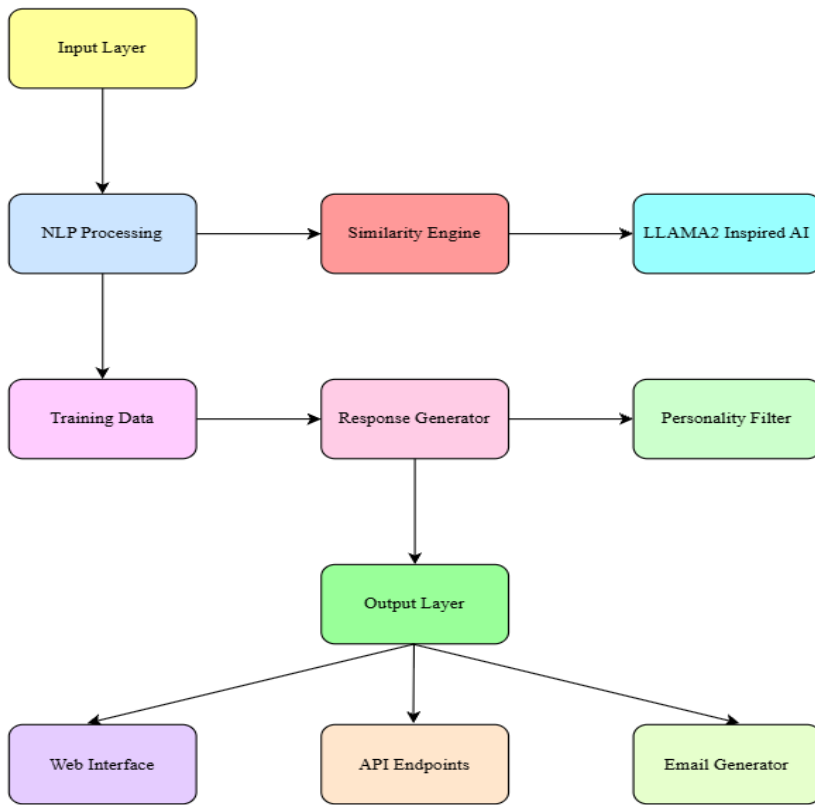 Input Layer
NLP Processing
Similarity Engine
LLAMA2 Inspired AI
Training Data
Response Generator
Personality Filter
Output Layer
Web Interface
API Endpoints
Email Generator